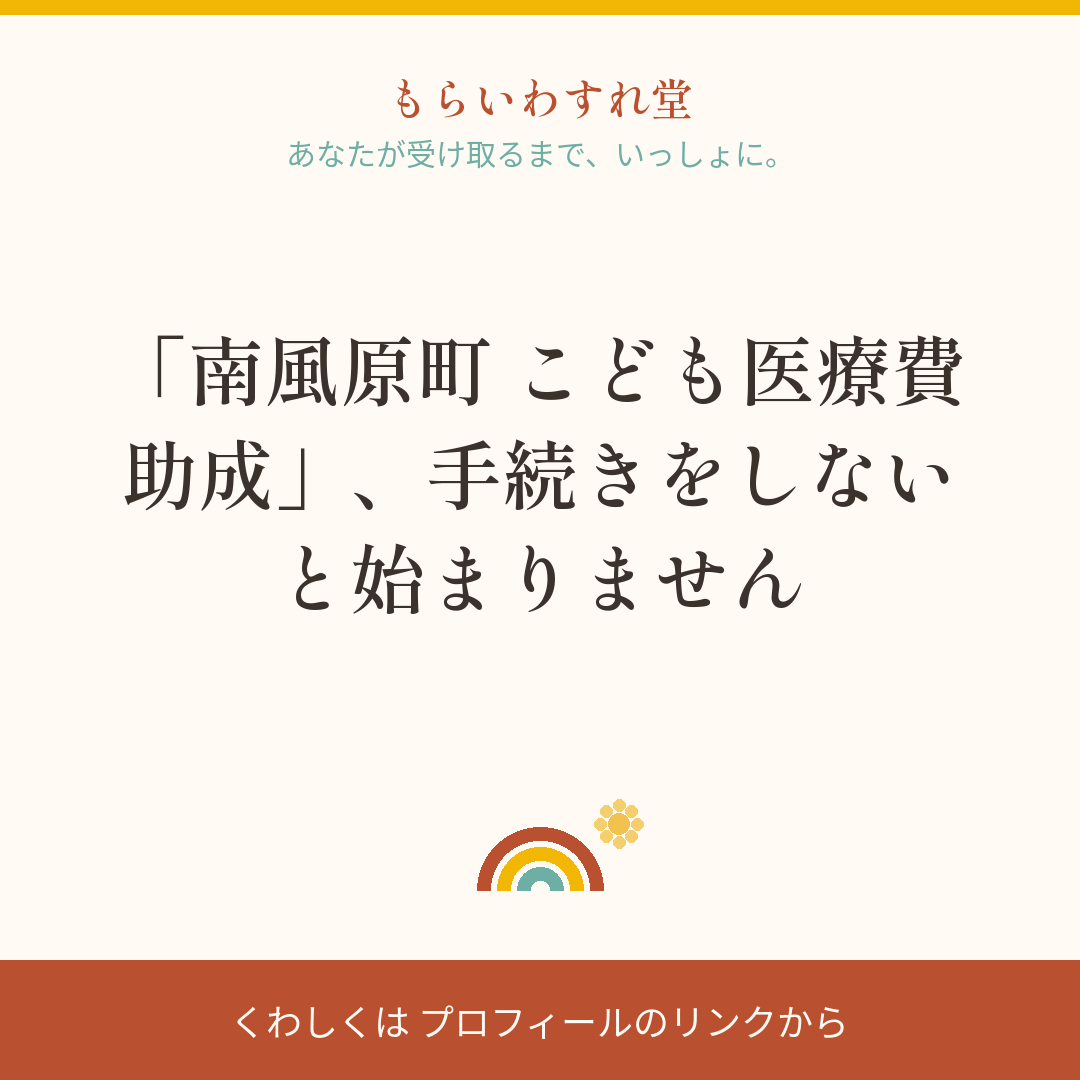 もらいわすれ堂
あなたが受け取るまで、いっしょに。
「南風原町 こども医療費
助成」、手続きをしない
と始まりません
くわしくは プロフィールのリンクから